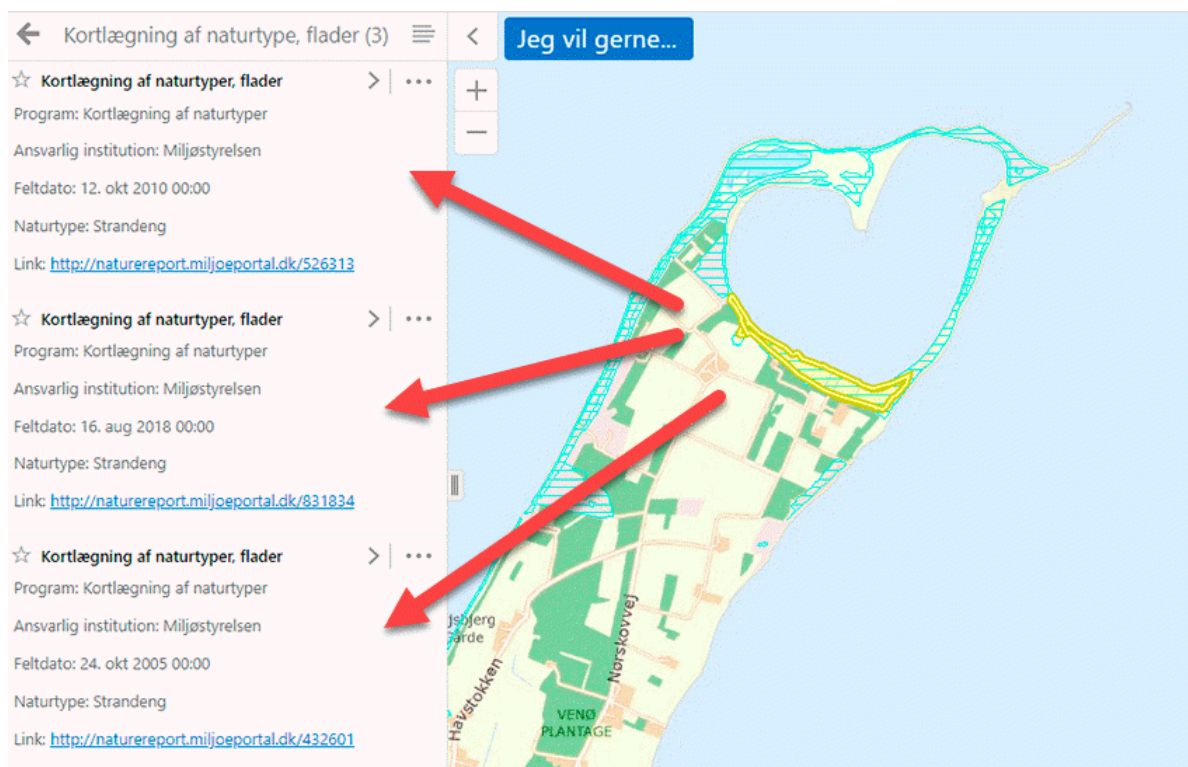 Kortlægning af naturtype, flader (3)
Jeg vil gerne...
Kortlægning af naturtyper, flader
Program: Kortlægning af naturtyper
Ansvarlig institution: Miljøstyrelsen
Feltdato: 12. okt 2010 00:00
Naturtype: Strandeng
Link: http://naturereport.miljoeportal.dk/526313
Kortlægning af naturtyper, flader
Program: Kortlægning af naturtyper
Ansvarlig institution: Miljøstyrelsen
Feltdato: 16. aug 2018 00:00
Naturtype: Strandeng
Link: http://naturereport.miljoeportal.dk/831834
Kortlægning af naturtyper, flader
Program: Kortlægning af naturtyper
Ansvarlig institution: Miljøstyrelsen
Feltdato: 24. okt 2005 00:00
Naturtype: Strandeng
Link: http://naturereport.miljoeportal.dk/432601
Nørskovvej
Havstokken
VENØ
PLANTAGE